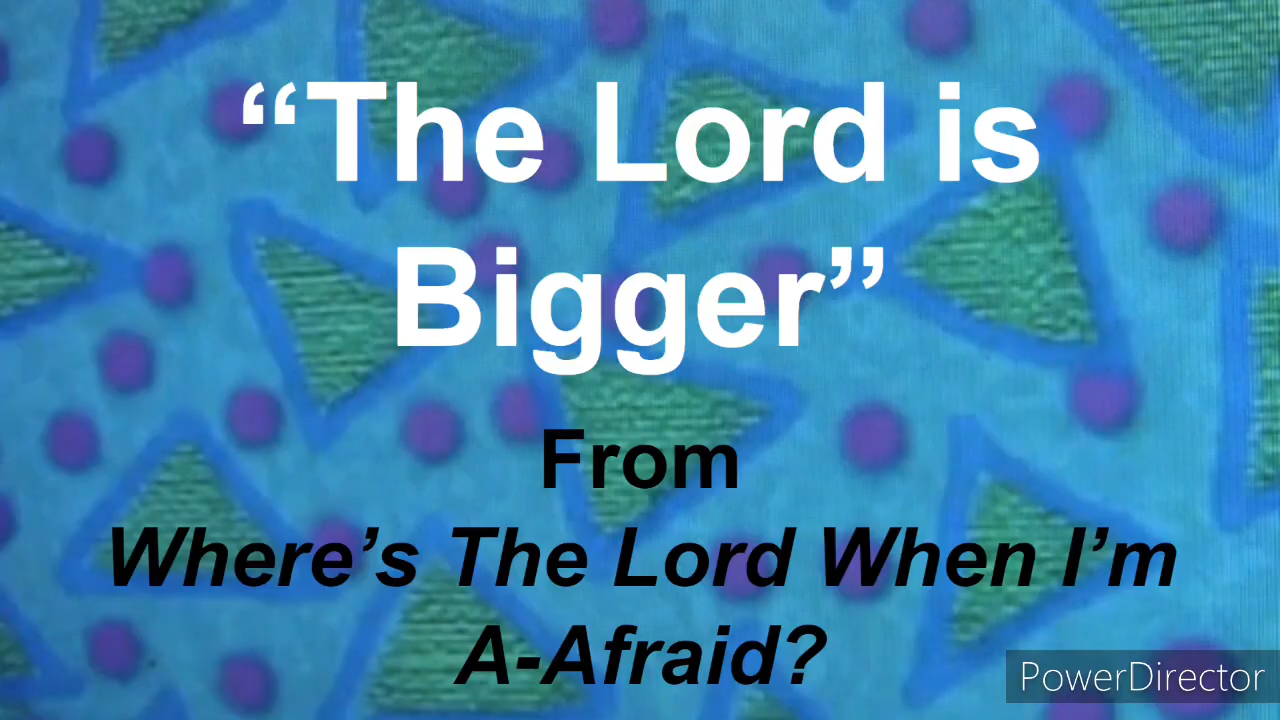 “The Lord is
Bigger”
From
Where’s The Lord When I’m
A-Afraid?
PowerDirector